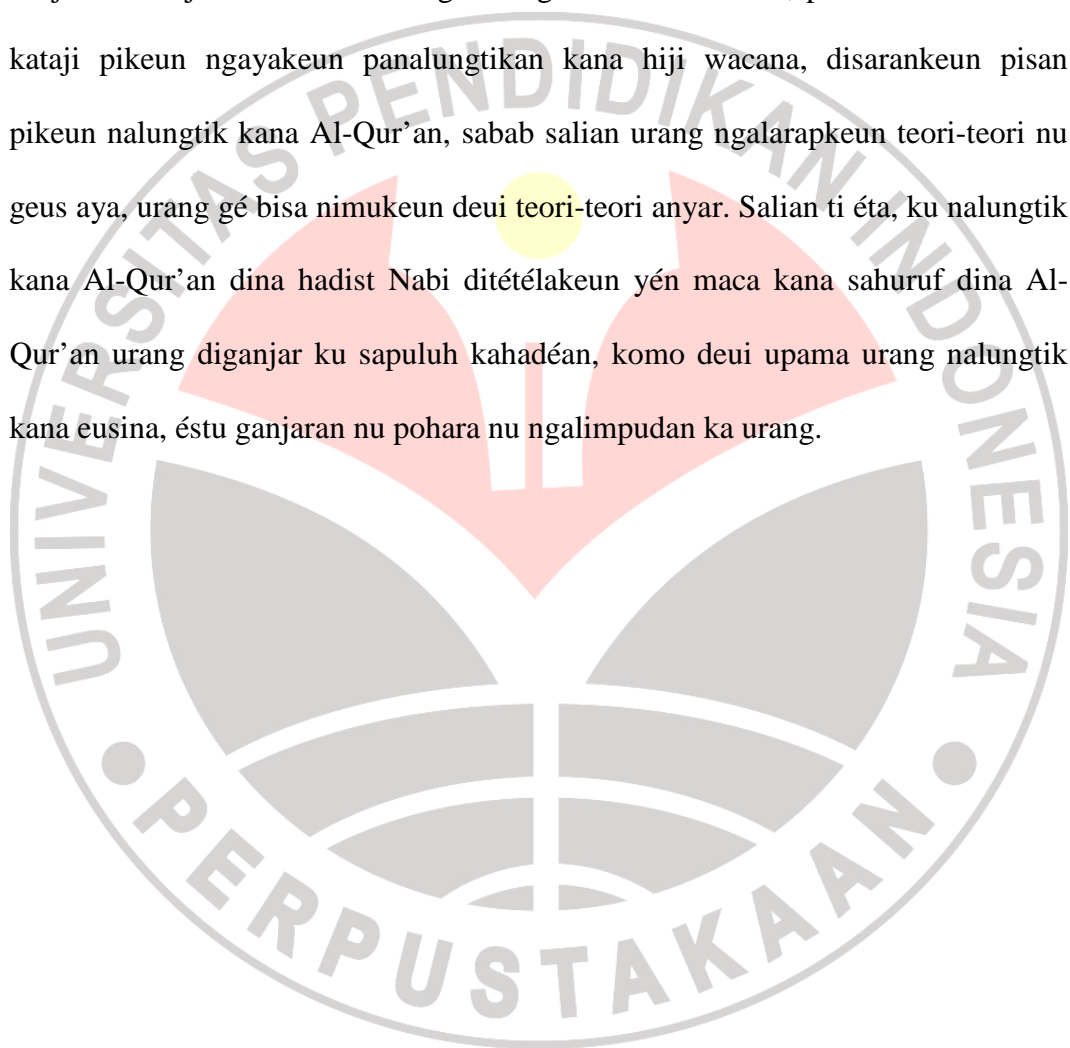 kataji pikeun ngayakeun panalungtikan kana hiji wacana, disarankeun pisan
pikeun nalungtik kana Al-Qur’an, sabab salian urang ngalarapkeun teori-teori nu
geus aya, urang gé bisa nimukeun deui teori-teori anyar. Salian ti éta, ku nalungtik
kana Al-Qur’an dina hadist Nabi ditételakeun yén maca kana sahuruf dina Al-
Qur’an urang diganjar ku sapuluh kahadéan, komo deui upama urang nalungtik
kana eusina, éstu ganjaran nu pohara nu ngalimpudan ka urang.
UNIVERSITAS PENDIDIKAN INDONESIA
PERPUSTAKAAN